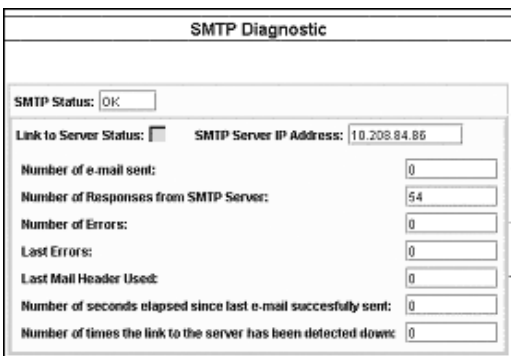 SMTP Diagnostic
SMTP Status: OK
Link to Server Status: SMTP Server IP Address: 10.208.84.86
Number of e-mail sent: 0
Number of Responses from SMTP Server: 54
Number of Errors: 0
Last Errors: 0
Last Mail Header Used: 0
Number of seconds elapsed since last e-mail succesfully sent: 0
Number of times the link to the server has been detected down: 0